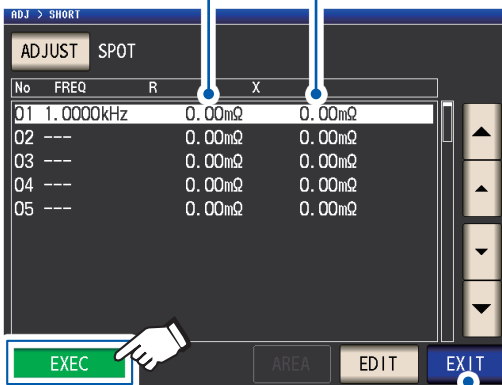 ADJ > SHORT
ADJUST SPOT
No FREQ R X
01 1.0000kHz 0.00mΩ 0.00mΩ
02 --- 0.00mΩ 0.00mΩ
03 --- 0.00mΩ 0.00mΩ
04 --- 0.00mΩ 0.00mΩ
05 --- 0.00mΩ 0.00mΩ
EXEC AREA EDIT EXIT